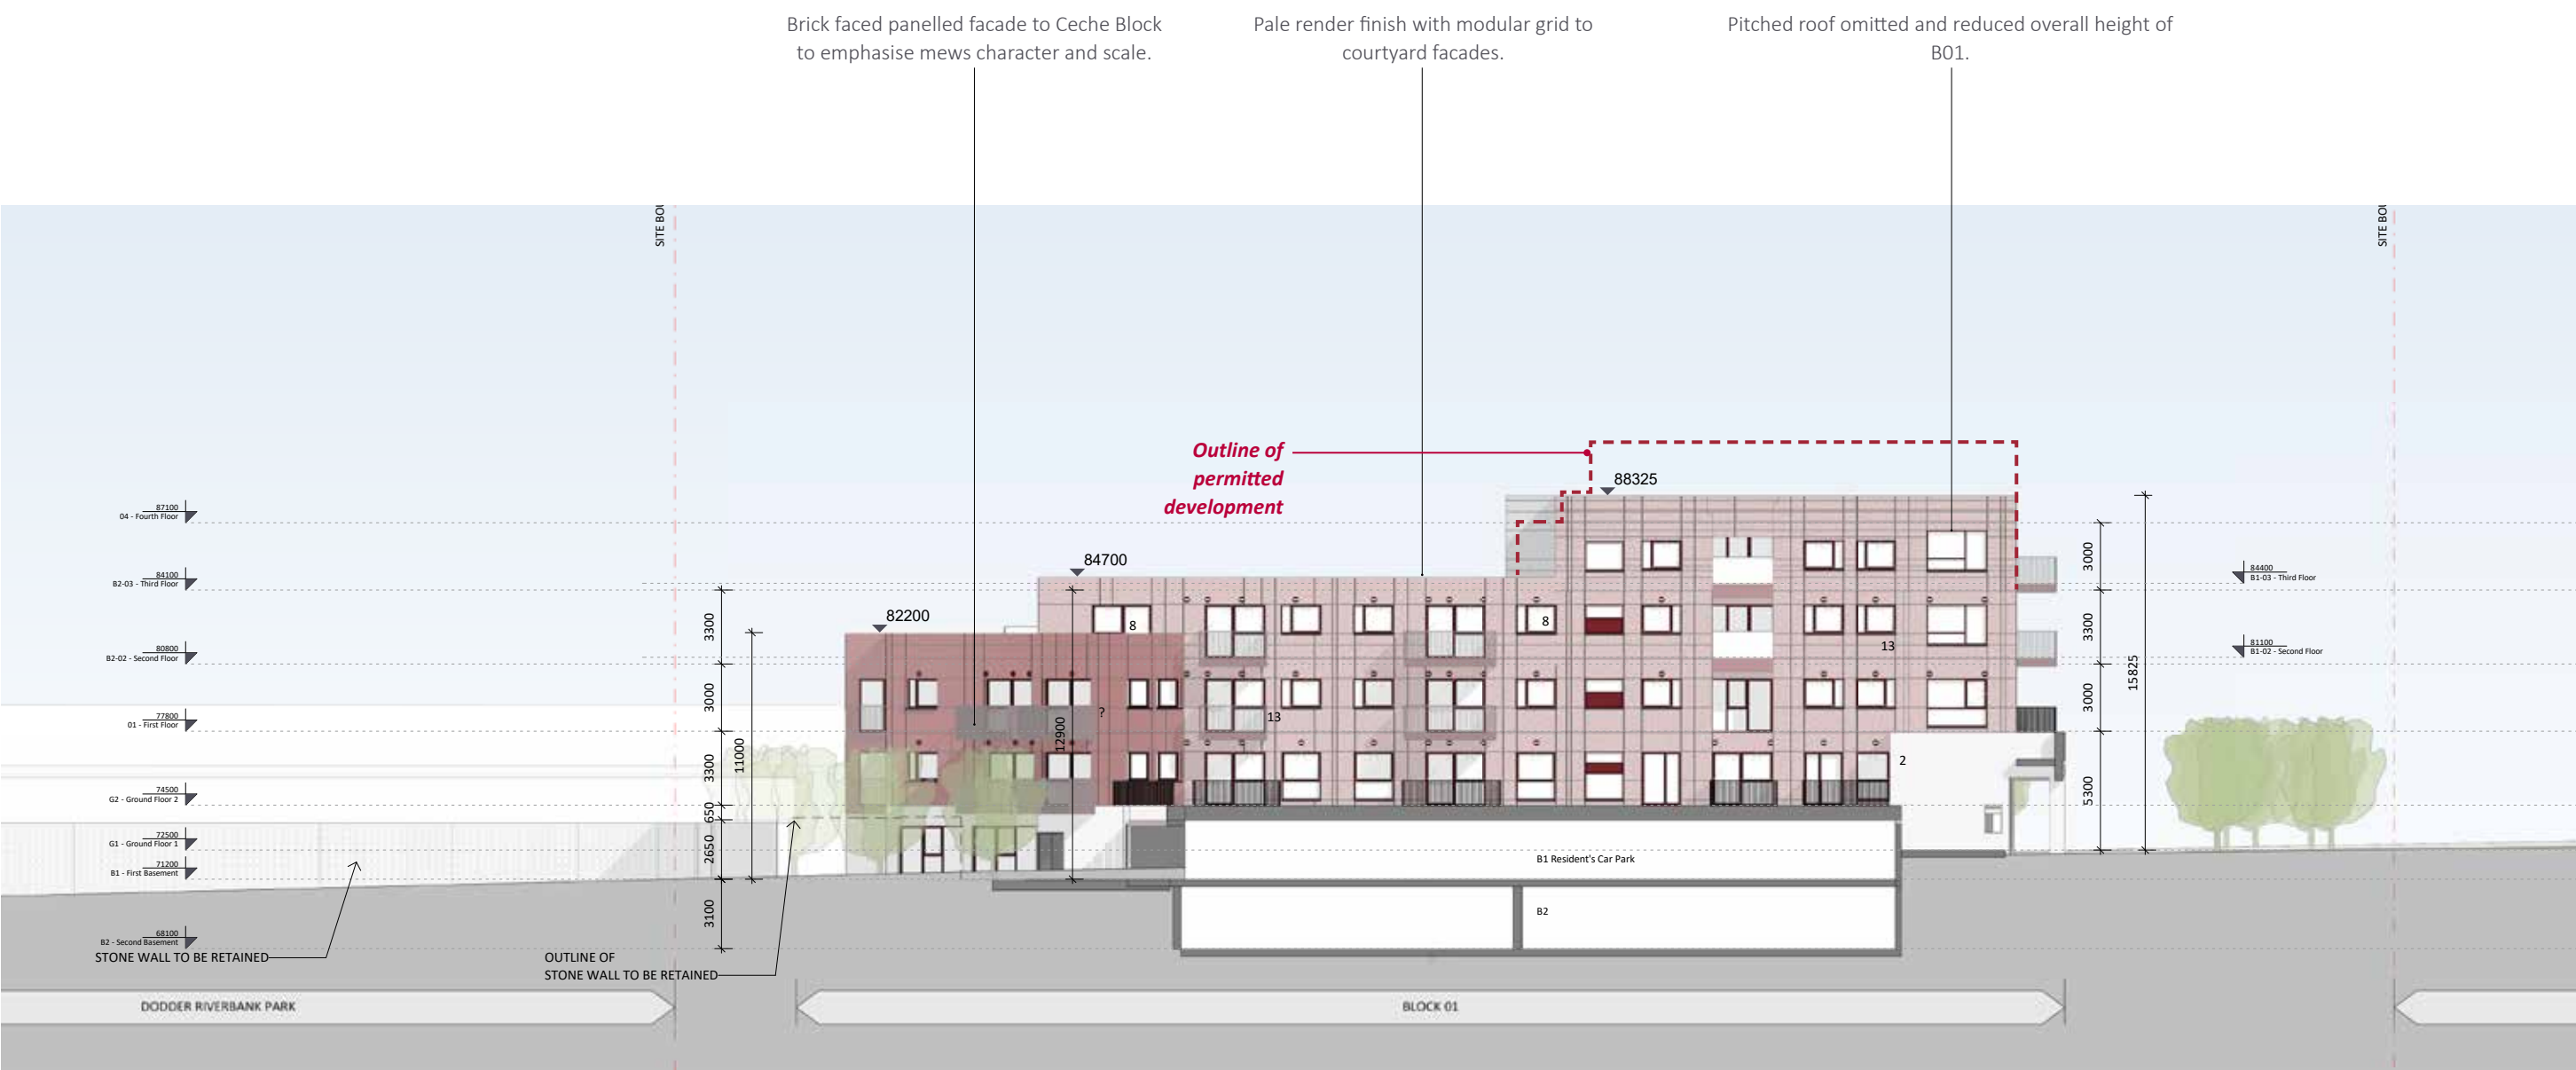 Brick faced panelled facade to Ceche Block
to emphasise mews character and scale.
Pale render finish with modular grid to
courtyard facades.
Pitched roof omitted and reduced overall height of
B01.
SITE BOU
SITE BOU
Outline of
permitted
development
88325
84700
82200
87100
04 - Fourth Floor
84100
B2-03 - Third Floor
80800
B2-02 - Second Floor
77800
01 - First Floor
74500
G2 - Ground Floor 2
72500
G1 - Ground Floor 1
71200
B1 - First Basement
68100
B2 - Second Basement
84400
B1-03 - Third Floor
81100
B1-02 - Second Floor
3300
3000
3300
650
2650
3100
11000
12900
3000
3300
3000
5300
15825
8
8
13
?
13
2
B1 Resident's Car Park
B2
STONE WALL TO BE RETAINED
OUTLINE OF
STONE WALL TO BE RETAINED
DODDER RIVERBANK PARK
BLOCK 01